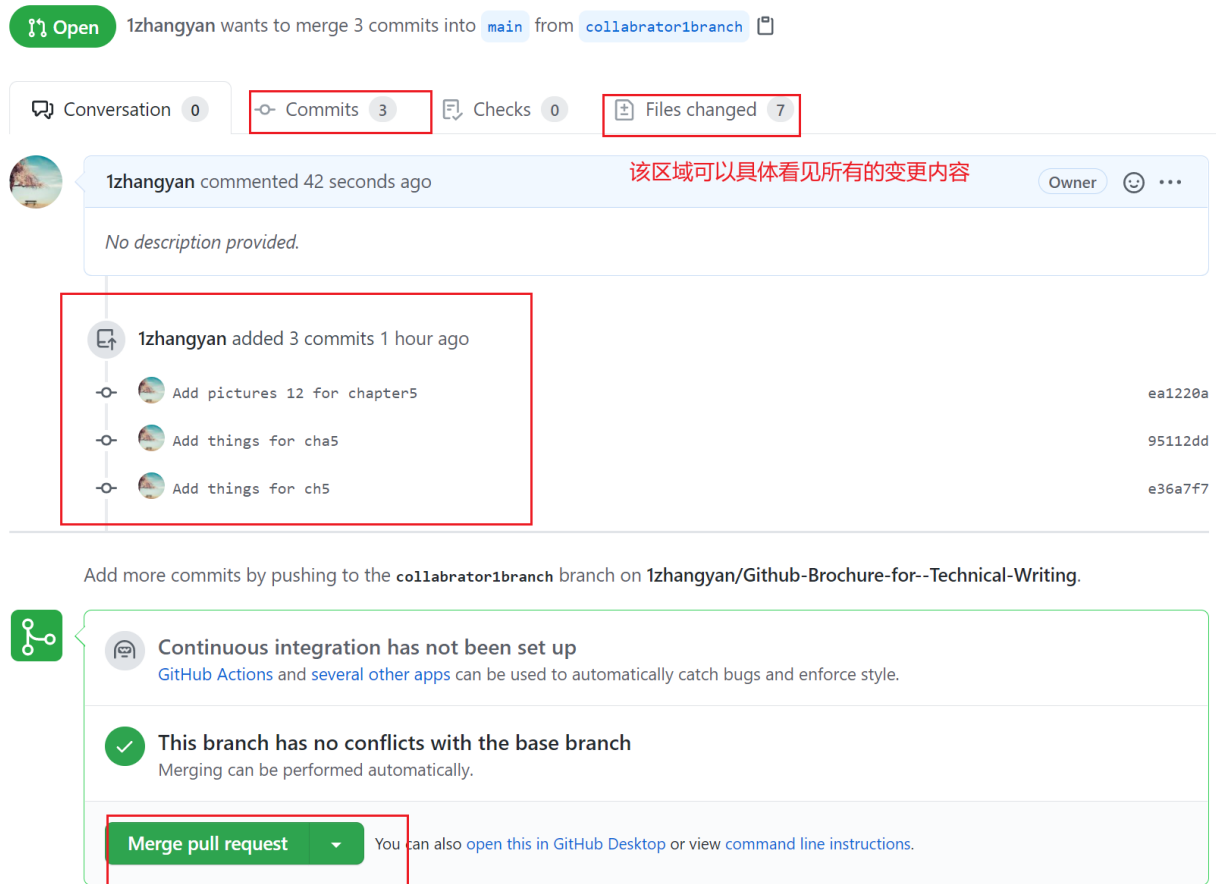 Open 1zhangyan wants to merge 3 commits into main from collabrator1branch
Conversation 0 Commits 3 Checks 0 Files changed 7
1zhangyan commented 42 seconds ago 该区域可以具体看见所有的变更内容 Owner
No description provided.
1zhangyan added 3 commits 1 hour ago
Add pictures 12 for chapter5 ea1220a
Add things for cha5 95112dd
Add things for ch5 e36a7f7
Add more commits by pushing to the collabrator1branch branch on 1zhangyan/Github-Brochure-for--Technical-Writing.
Continuous integration has not been set up
GitHub Actions and several other apps can be used to automatically catch bugs and enforce style.
This branch has no conflicts with the base branch
Merging can be performed automatically.
Merge pull request You can also open this in GitHub Desktop or view command line instructions.